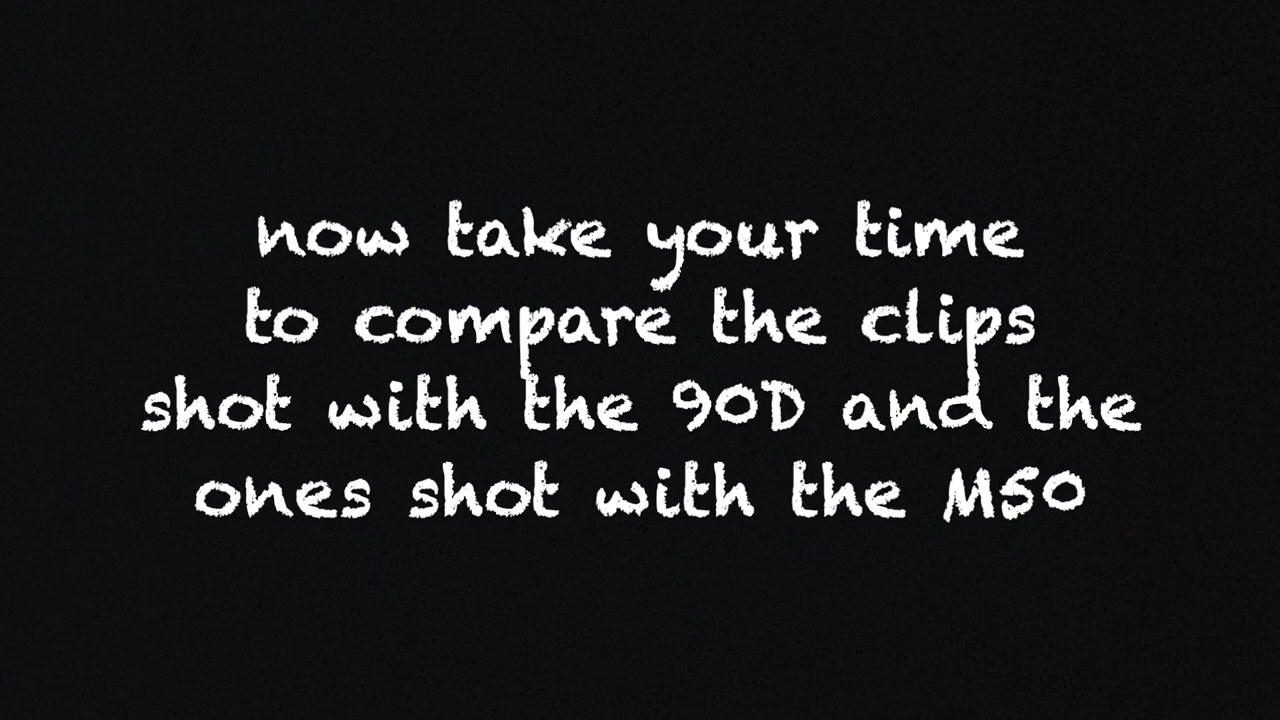 now take your time
to compare the clips
shot with the 90D and the
ones shot with the M50